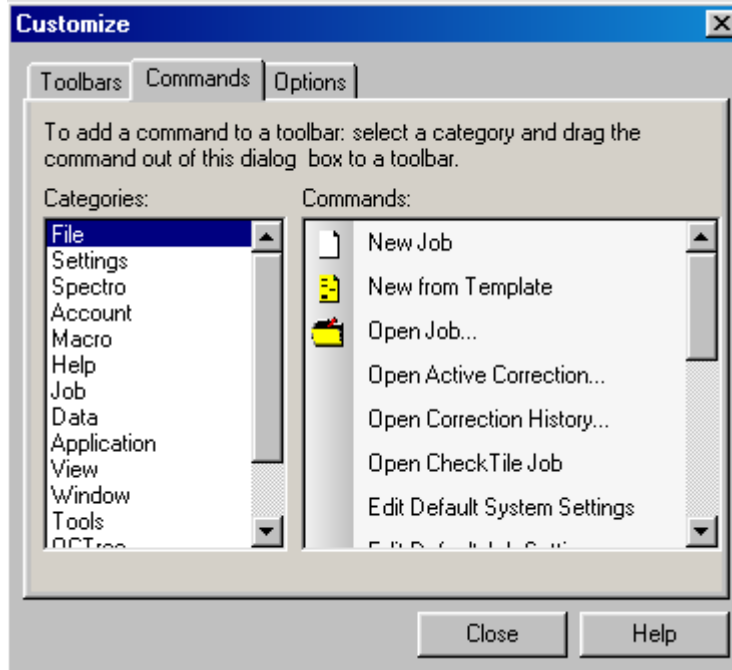 Customize
Toolbars Commands Options
To add a command to a toolbar: select a category and drag the
command out of this dialog box to a toolbar.
Categories:
File
Settings
Spectro
Account
Macro
Help
Job
Data
Application
View
Window
Tools
Commands:
New Job
New from Template
Open Job...
Open Active Correction...
Open Correction History...
Open CheckTile Job
Edit Default System Settings
Close Help